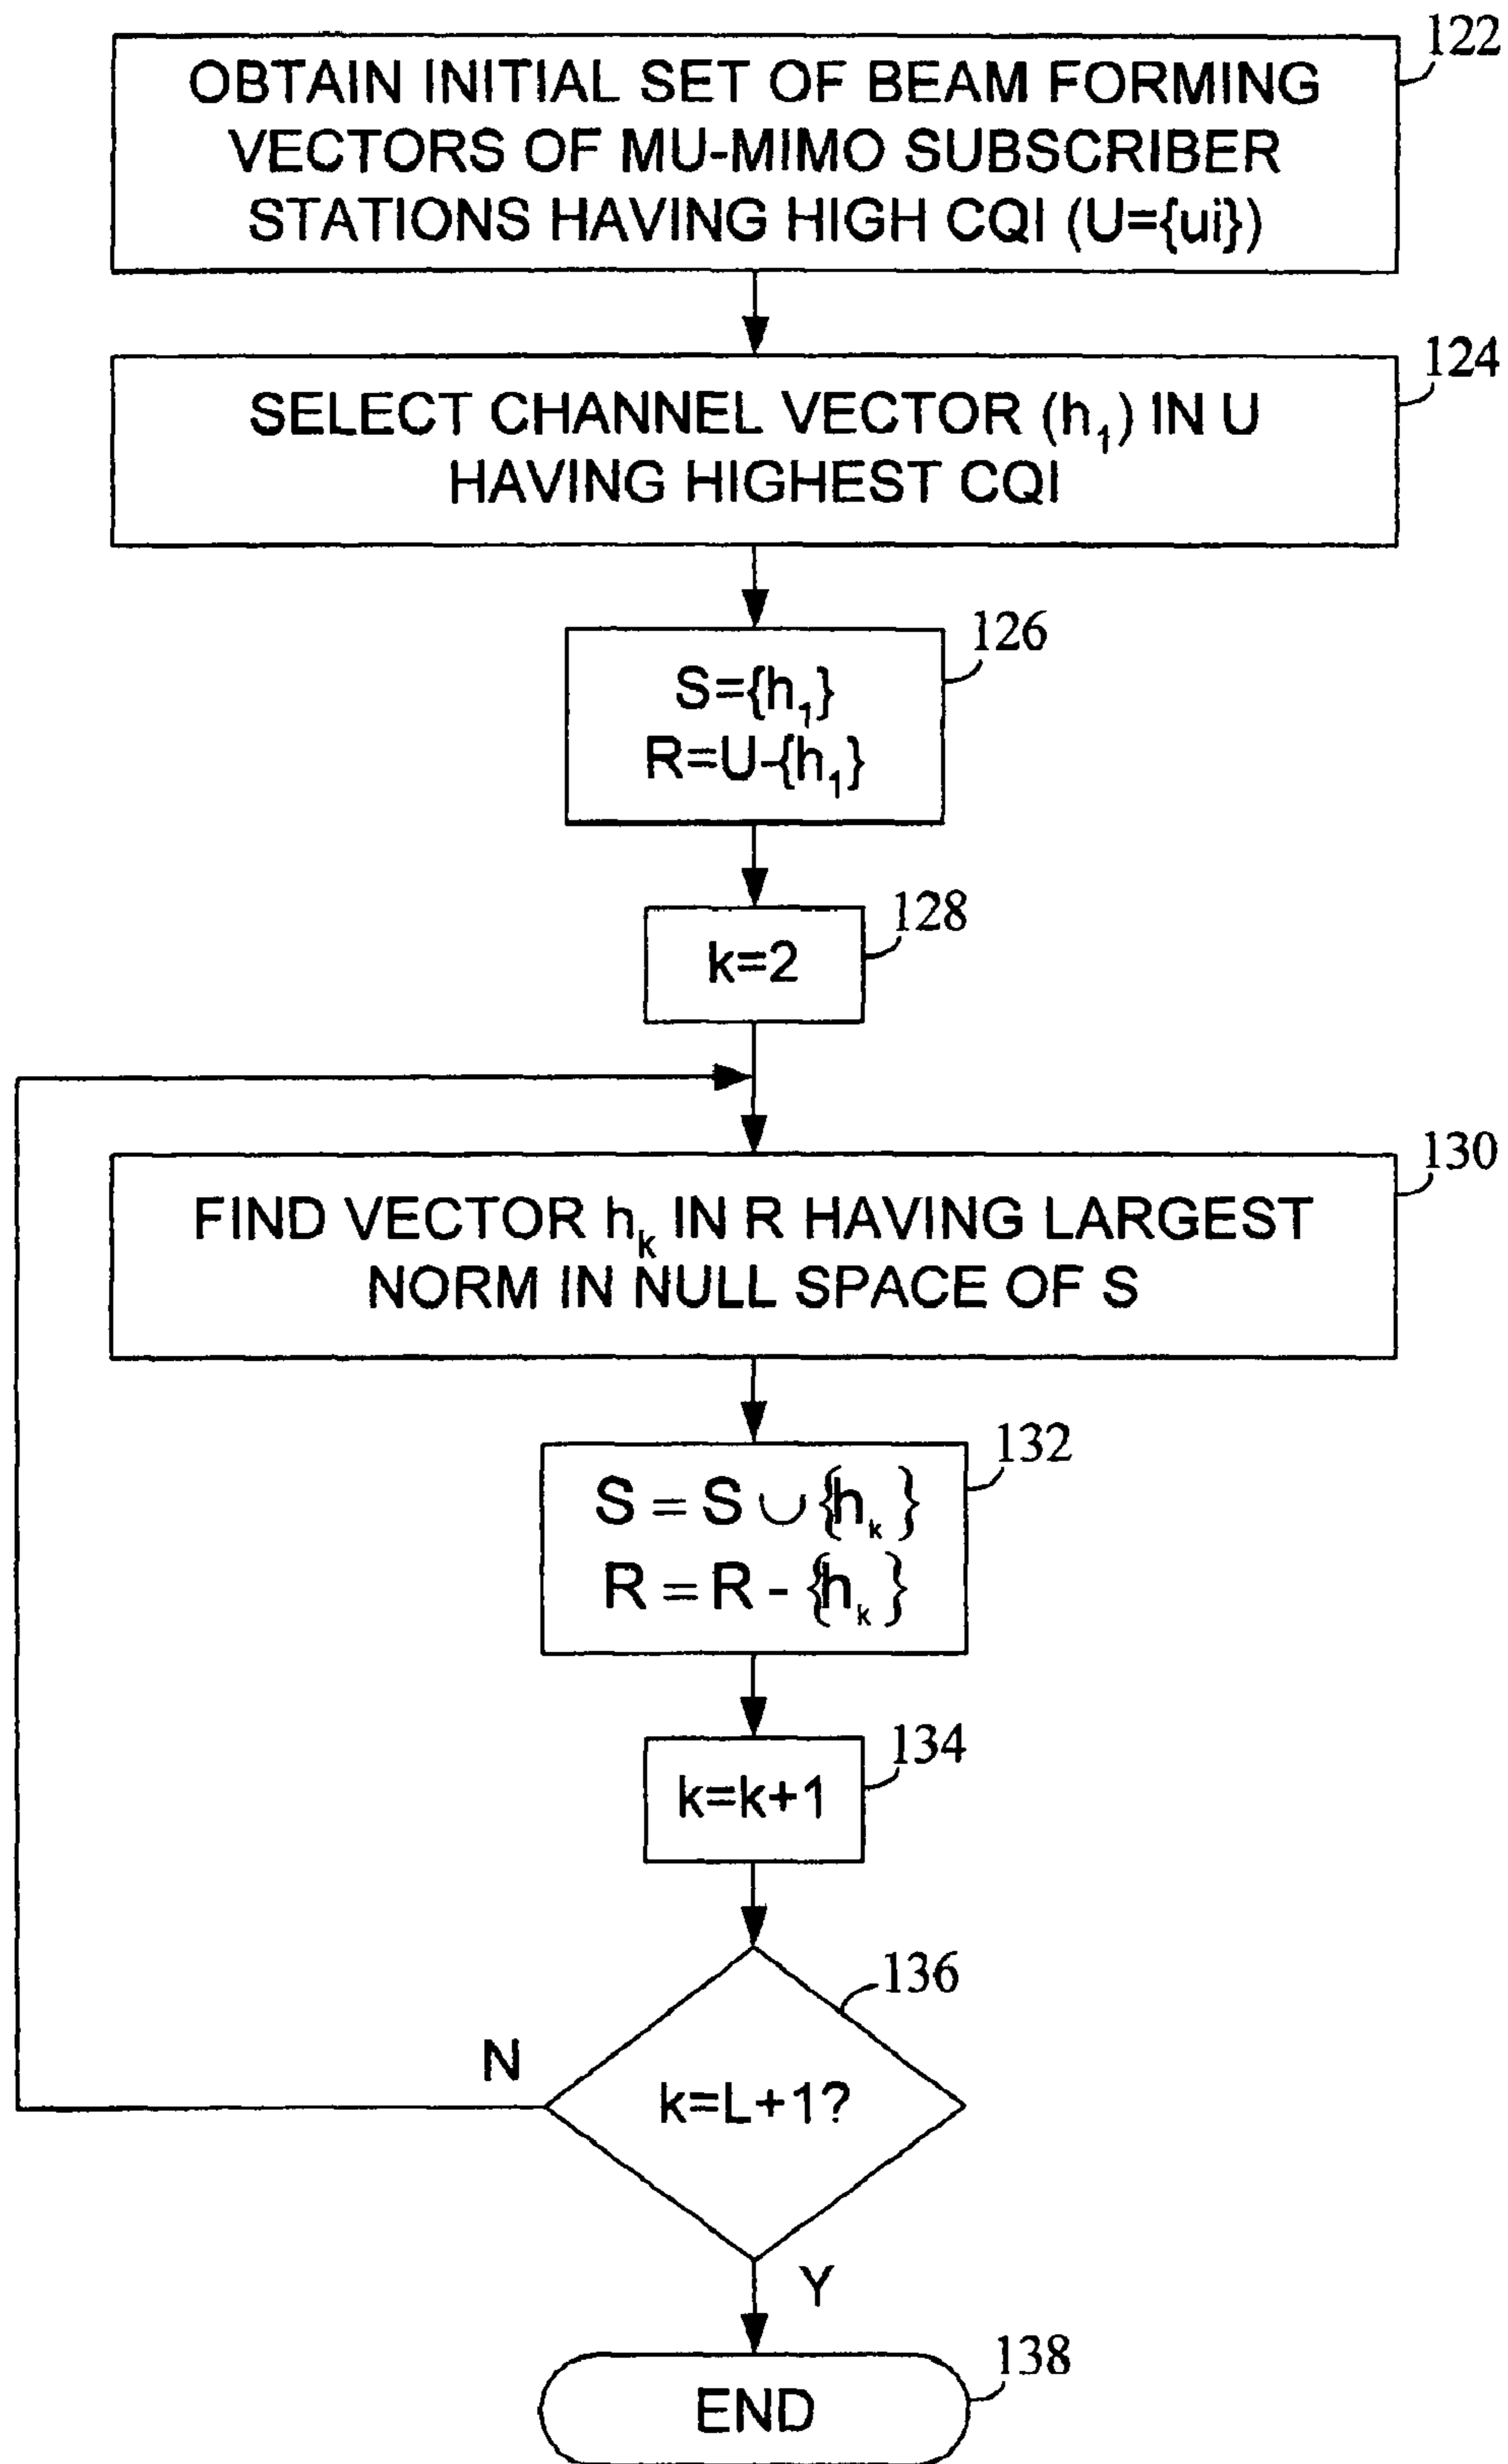 122
OBTAIN INITIAL SET OF BEAM FORMING
VECTORS OF MU-MIMO SUBSCRIBER
STATIONS HAVING HIGH CQI (U={ui})
124
SELECT CHANNEL VECTOR (h₁) IN U
HAVING HIGHEST CQI
126
S={h₁}
R=U-{h₁}
128
k=2
130
FIND VECTOR hₖ IN R HAVING LARGEST
NORM IN NULL SPACE OF S
132
S = S ∪ {hₖ}
R = R - {hₖ}
134
k=k+1
136
N
k=L+1?
Y
138
END